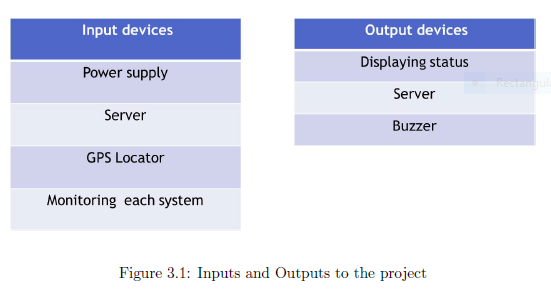 Input devices
Power supply
Server
GPS Locator
Monitoring each system
Output devices
Displaying status
Server
Buzzer
Figure 3.1: Inputs and Outputs to the project